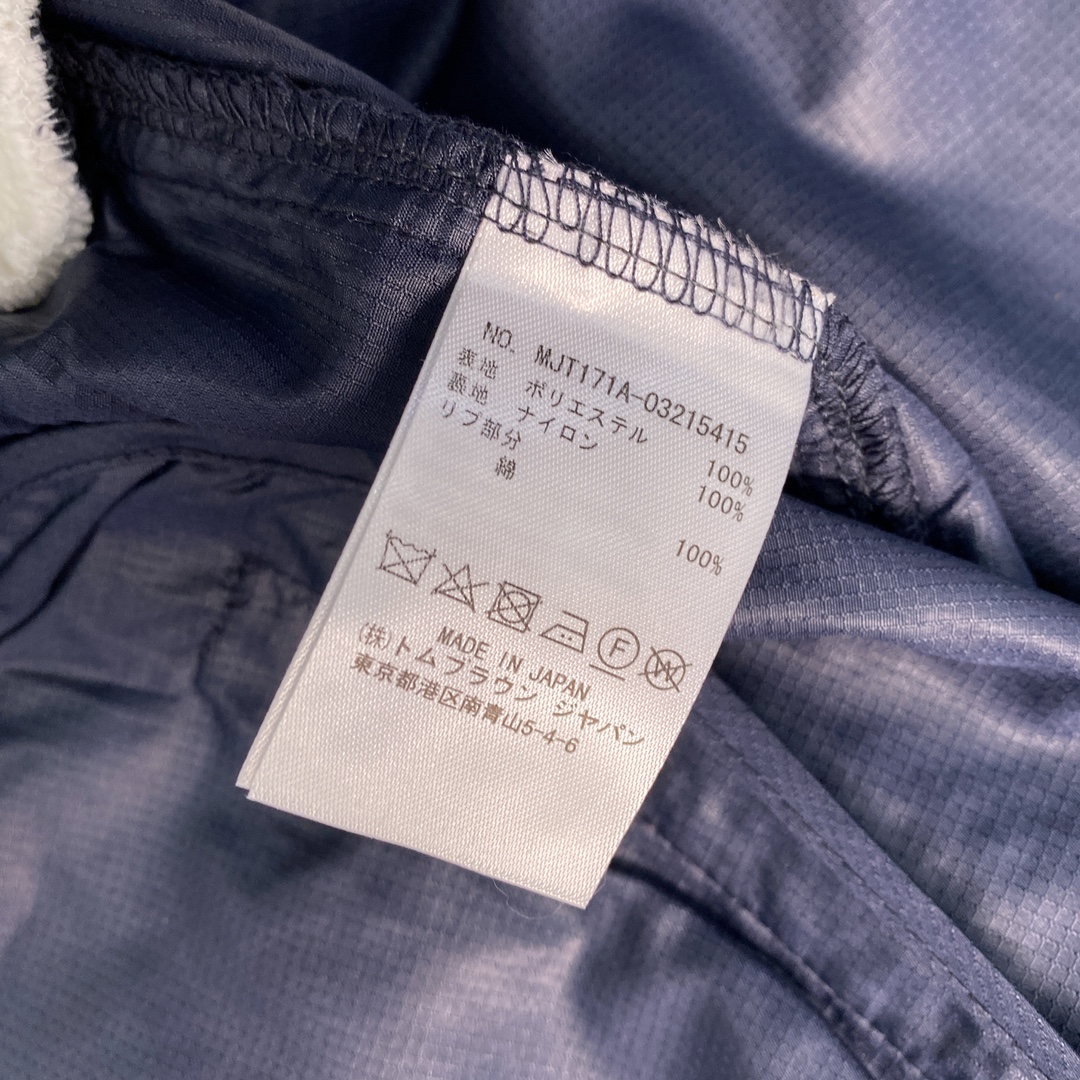 NO. MJT171A-03215415
表地 ポリエステル 100%
裏地 ナイロン 100%
リブ部分
綿 100%
F W
MADE IN JAPAN
(株)トムブラウン ジャパン
東京都港区南青山5-4-6